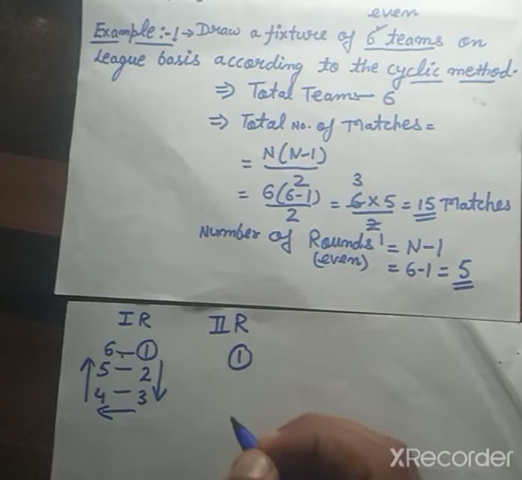 even
Example:-1→Draw a fixture of 6 teams on
League basis according to the cyclic method.
⇒ Total Teams - 6
⇒ Total No. of Matches =
= N(N-1)/2
= 6(6-1)/2 = 6×5/2 = 15 Matches
3
1
Number of Rounds = N-1
(even) = 6-1 = 5
I R II R
6 - ① ①
↑ 5 - 2 ↓
4 - 3
←
XRecorder